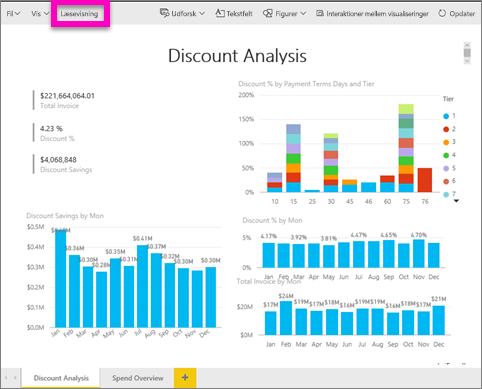 Fil Vis Læsevisning Udforsk Tekstfelt Figurer Interaktioner mellem visualiseringer Opdater
Discount Analysis
$221,664,064.01
Total Invoice
4.23 %
Discount %
$4,068,848
Discount Savings
Discount % by Payment Terms Days and Tier
200%
150%
100%
50%
0%
10 15 25 30 45 46 60 75 76
Tier
1
2
3
4
5
6
7
Discount Savings by Mon
$0.5M
$0.4M
$0.3M
$0.2M
$0.1M
$0.0M
$0.36M $0.30M $0.28M $0.35M $0.31M $0.41M $0.37M $0.32M $0.30M $0.30M
Jan Feb Mar Apr May Jun Jul Aug Sep Oct Nov Dec
Discount % by Mon
5%
0%
4.17% 3.92% 3.81% 4.47% 4.65% 4.70%
Jan Feb Mar Apr May Jun Jul Aug Sep Oct Nov Dec
Total Invoice by Mon
$20M
$0M
$17M $24M $19M $17M $18M $16M $19M $19M $16M $18M $17M $21M
Jan Feb Mar Apr May Jun Jul Aug Sep Oct Nov Dec
Discount Analysis Spend Overview +